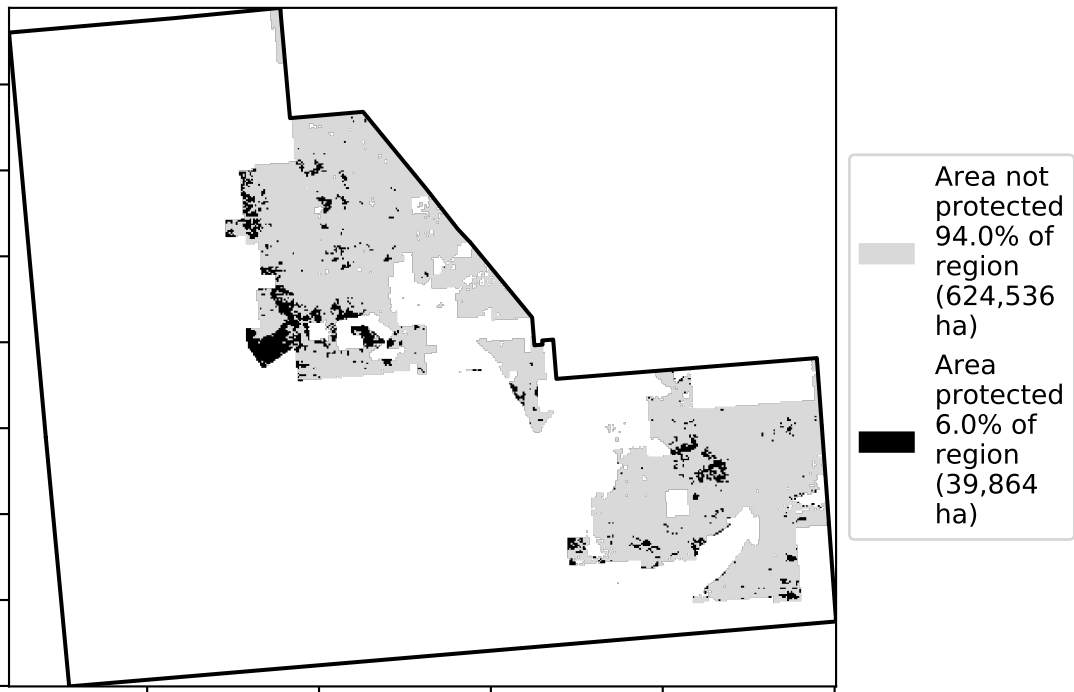 Area not
protected
94.0% of
region
(624,536
ha)
Area
protected
6.0% of
region
(39,864
ha)